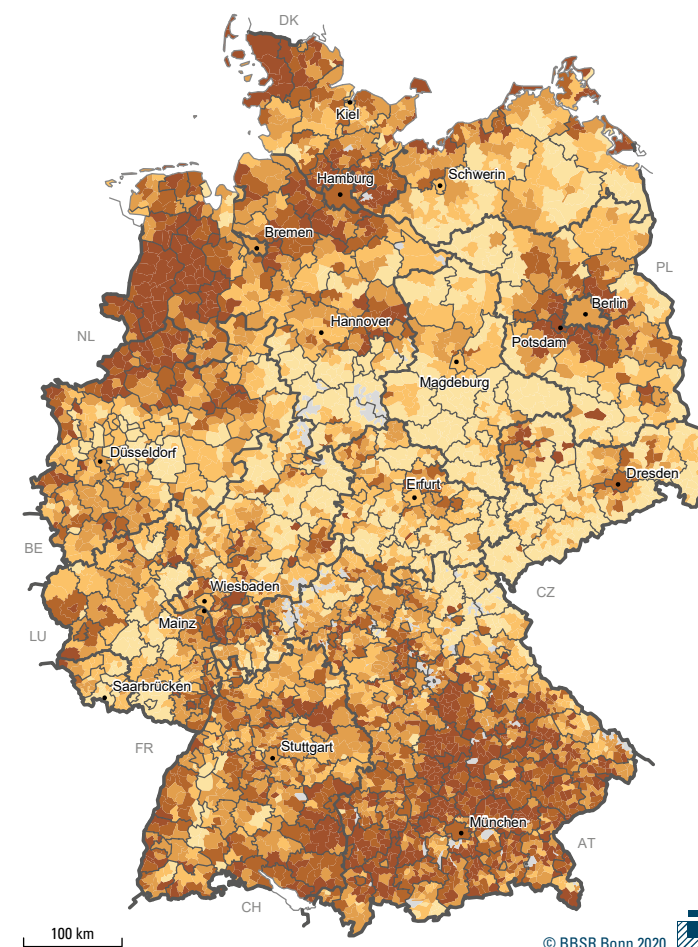 DK
Kiel
Schwerin
Hamburg
Bremen
PL
Berlin
Hannover
NL
Potsdam
Magdeburg
Düsseldorf
Dresden
Erfurt
BE
Wiesbaden
CZ
Mainz
LU
Saarbrücken
FR
Stuttgart
München
AT
CH
100 km
© BBSR Bonn 2020